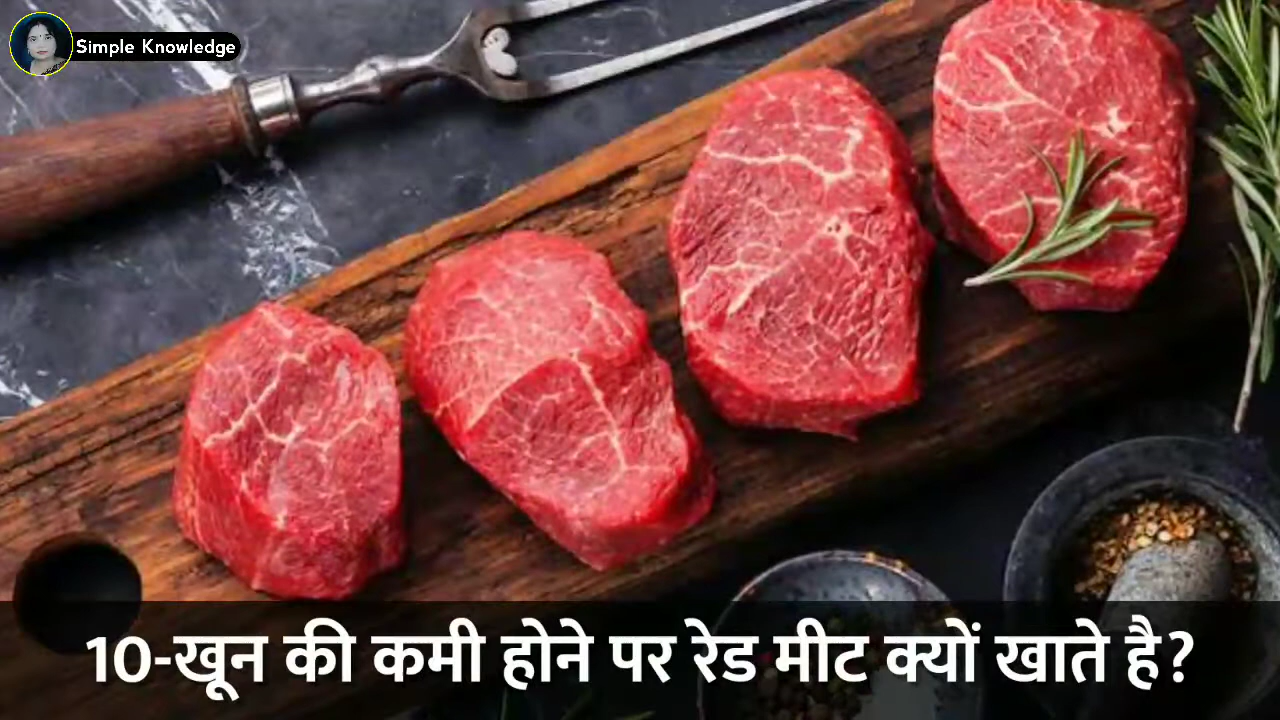 Simple Knowledge
10-खून की कमी होने पर रेड मीट क्यों खाते है?